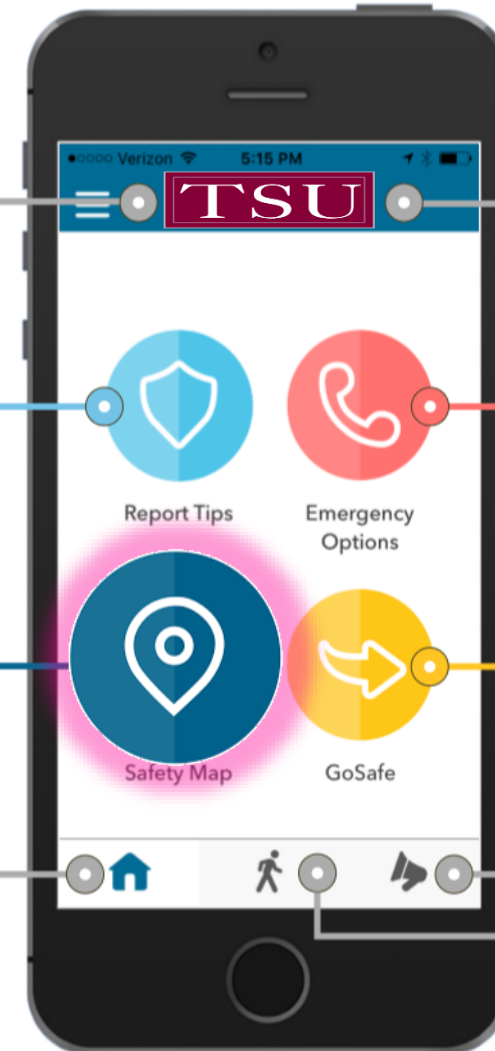 Verizon 5:15 PM
TSU
Report Tips
Emergency
Options
Safety Map
GoSafe